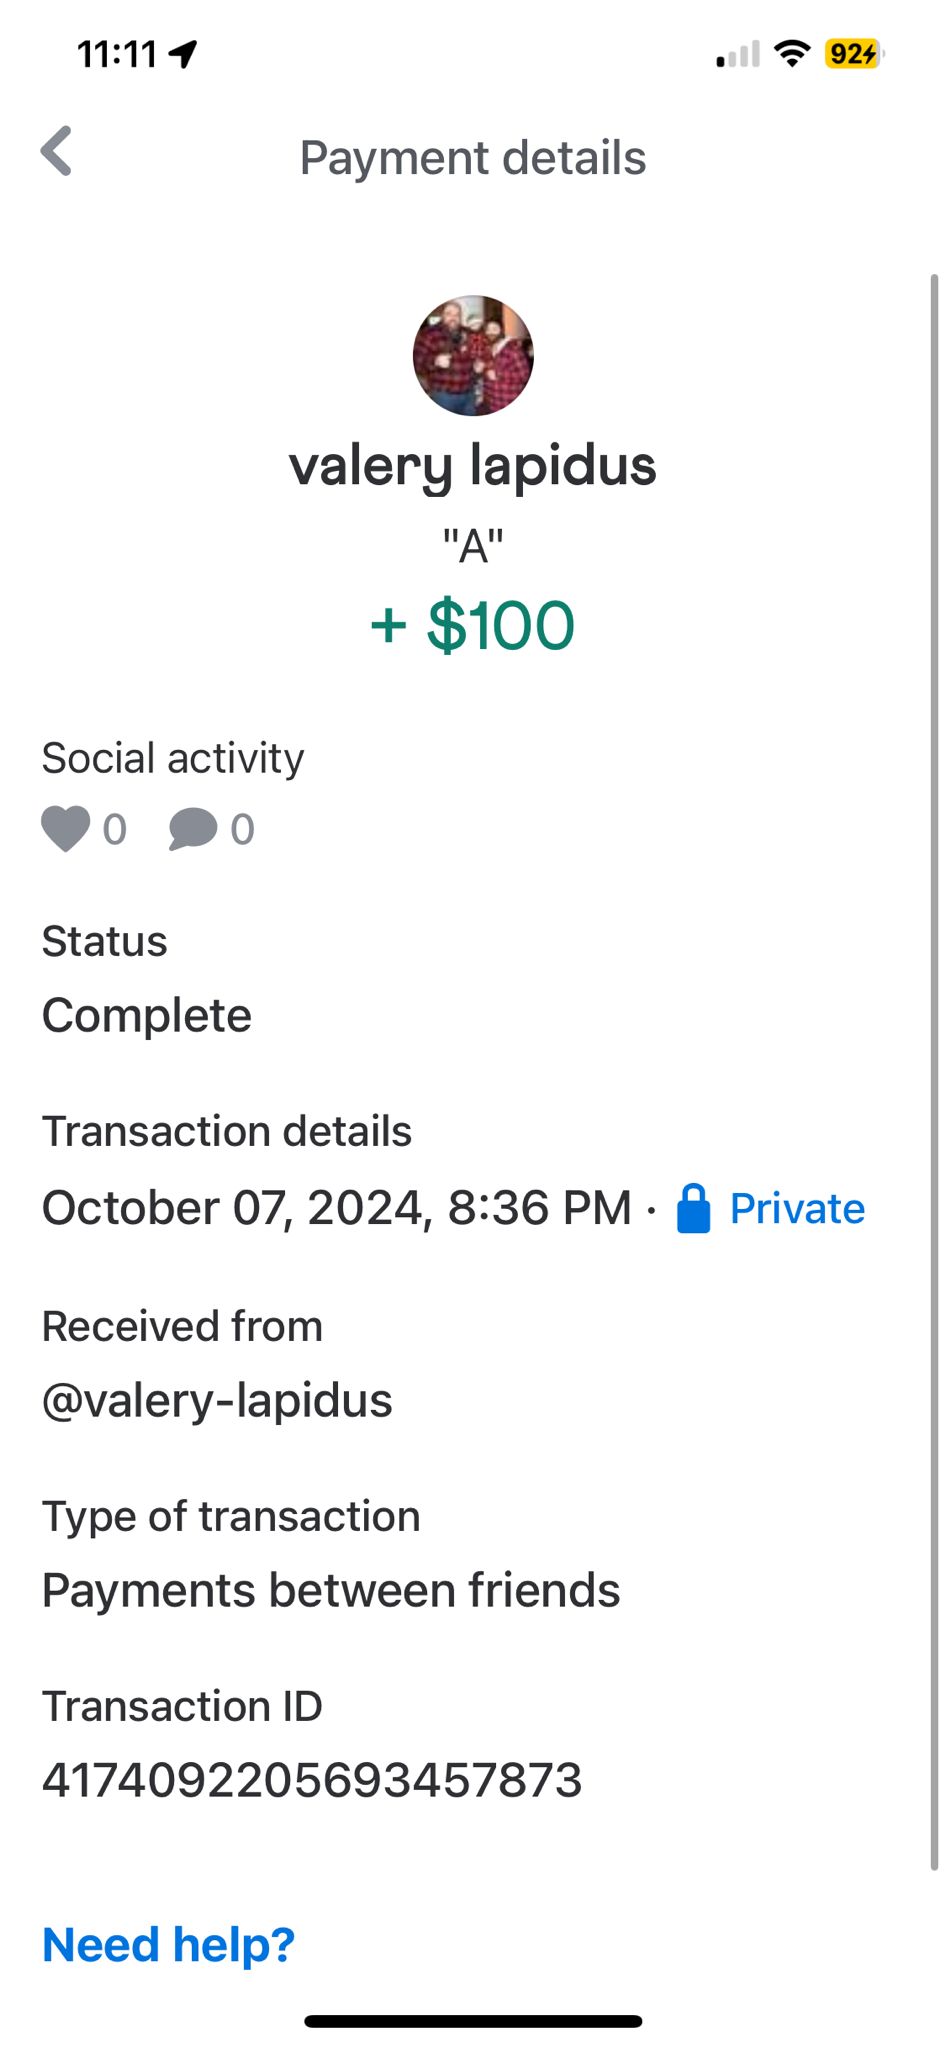 11:11
92
Payment details
valery lapidus
"A"
+ $100
Social activity
0 0
Status
Complete
Transaction details
October 07, 2024, 8:36 PM · Private
Received from
@valery-lapidus
Type of transaction
Payments between friends
Transaction ID
4174092205693457873
Need help?